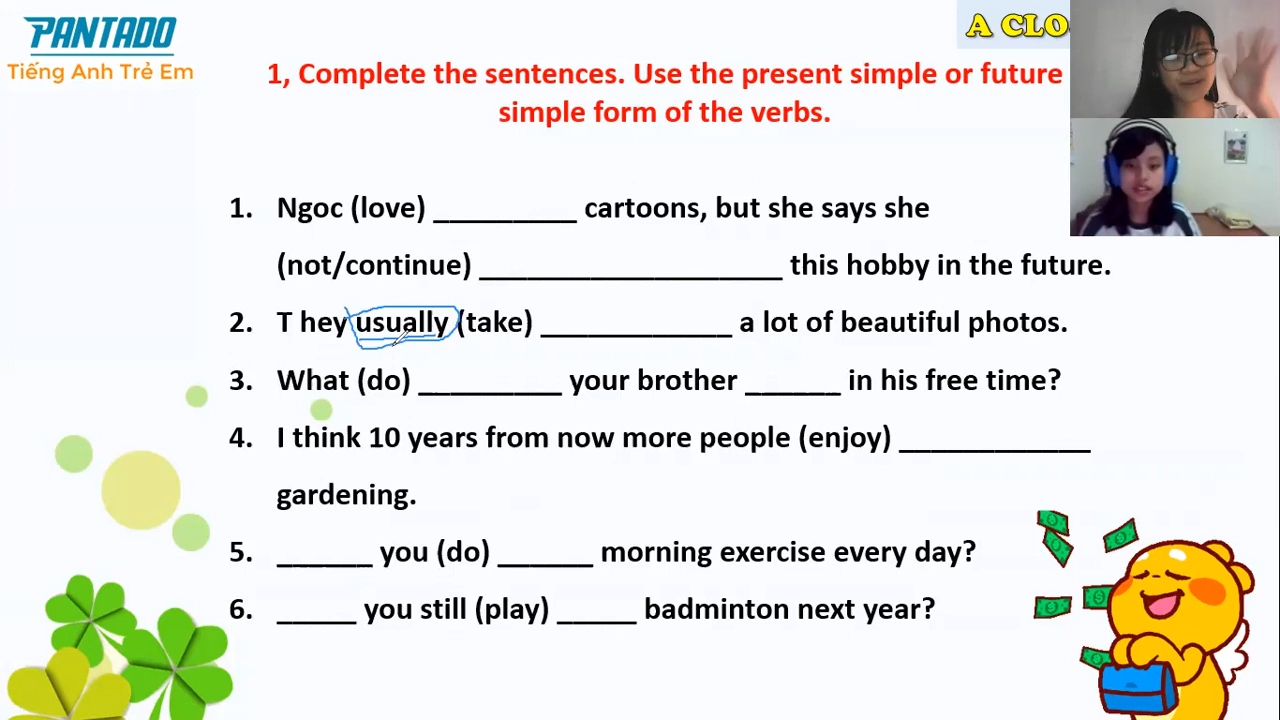 PANTADO
Tiếng Anh Trẻ Em
A CLO
1, Complete the sentences. Use the present simple or future
simple form of the verbs.
1. Ngoc (love) _________ cartoons, but she says she
(not/continue) ___________________ this hobby in the future.
2. T hey usually (take) ____________ a lot of beautiful photos.
3. What (do) _________ your brother ______ in his free time?
4. I think 10 years from now more people (enjoy) ____________
gardening.
5. ______ you (do) ______ morning exercise every day?
6. _____ you still (play) _____ badminton next year?